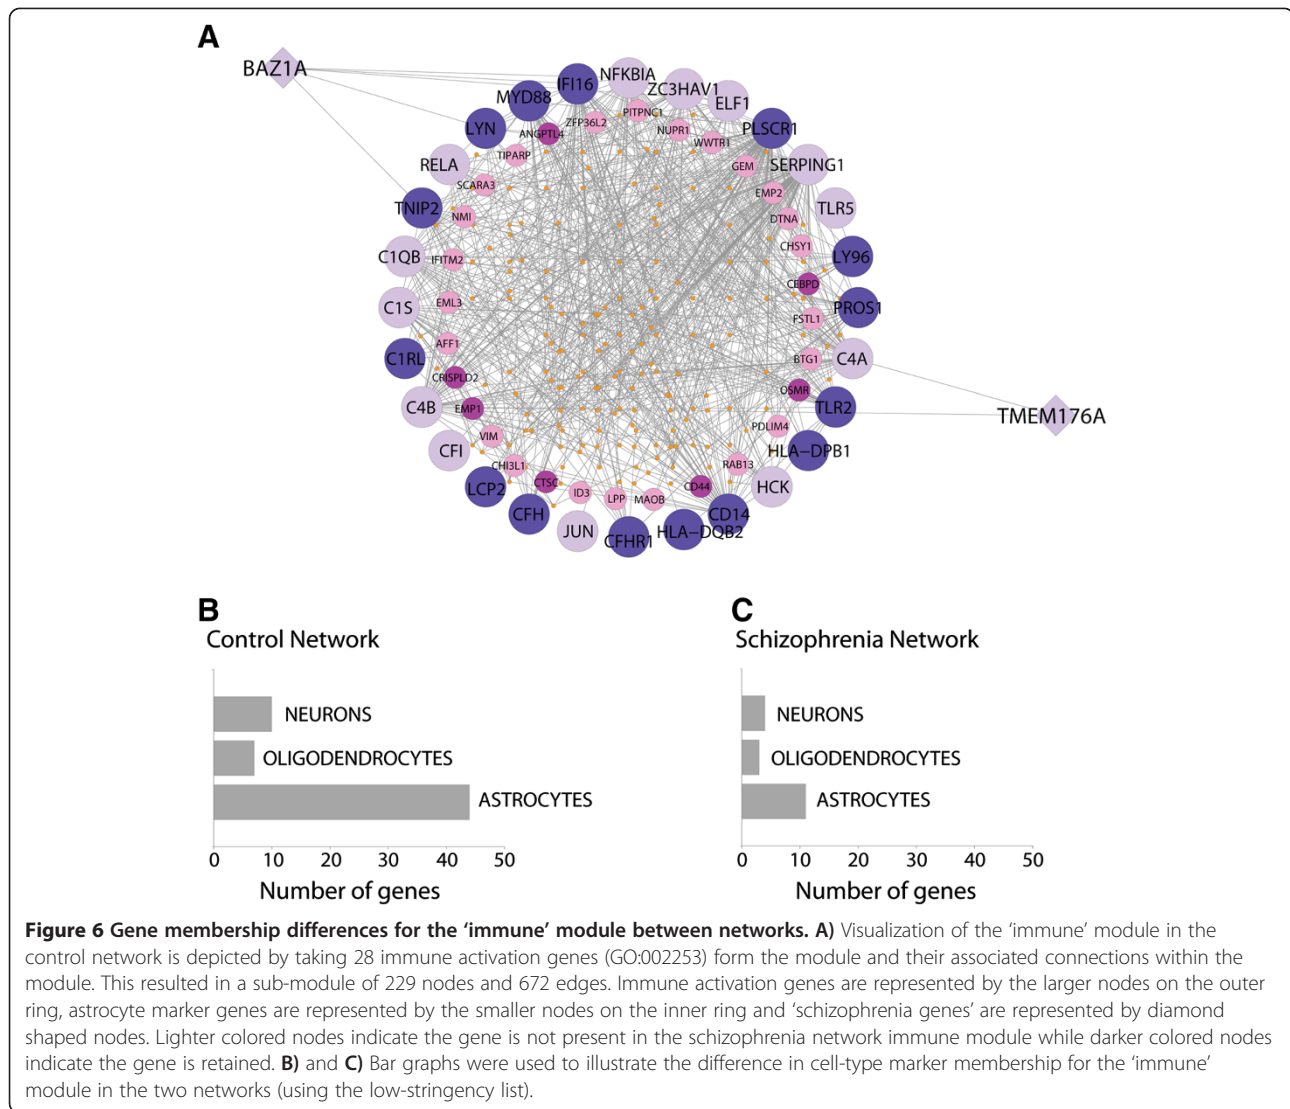 A
BAZ1A
NFKBIA
IFI16
ZC3HAV1
MYD88
ELF1
PITPNC1
ZFP36L2
LYN
ANGPTL4
NUPR1
PLSCR1
WWTR1
TIPARP
RELA
GEM
SERPING1
SCARA3
EMP2
TNIP2
NMI
DTNA
TLR5
CHSY1
C1QB
IFITM2
LY96
CEBPD
C1S
EML3
PROS1
FSTL1
AFF1
C1RL
BTG1
C4A
CRISPLD2
OSMR
C4B
EMP1
TLR2
TMEM176A
PDLIM4
VIM
CFI
HLA–DPB1
CHI3L1
RAB13
LCP2
CTSC
CD44
HCK
ID3
LPP
MAOB
CFH
CD14
JUN
CFHR1
HLA–DQB2
B
Control Network
NEURONS
OLIGODENDROCYTES
ASTROCYTES
0 10 20 30 40 50
Number of genes
C
Schizophrenia Network
NEURONS
OLIGODENDROCYTES
ASTROCYTES
0 10 20 30 40 50
Number of genes
Figure 6 Gene membership differences for the ‘immune’ module between networks. A) Visualization of the ‘immune’ module in the
control network is depicted by taking 28 immune activation genes (GO:002253) form the module and their associated connections within the
module. This resulted in a sub-module of 229 nodes and 672 edges. Immune activation genes are represented by the larger nodes on the outer
ring, astrocyte marker genes are represented by the smaller nodes on the inner ring and ‘schizophrenia genes’ are represented by diamond
shaped nodes. Lighter colored nodes indicate the gene is not present in the schizophrenia network immune module while darker colored nodes
indicate the gene is retained. B) and C) Bar graphs were used to illustrate the difference in cell-type marker membership for the ‘immune’
module in the two networks (using the low-stringency list).